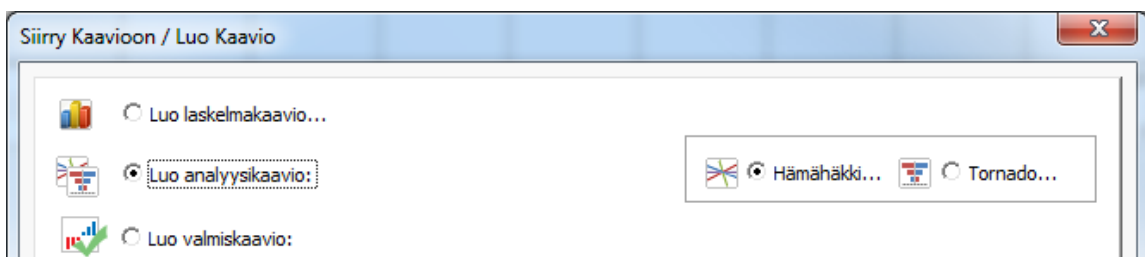 Siirry Kaavioon / Luo Kaavio
Luo laskelmakaavio...
Luo analyysikaavio:
Hämähäkki... Tornado...
Luo valmiskaavio: